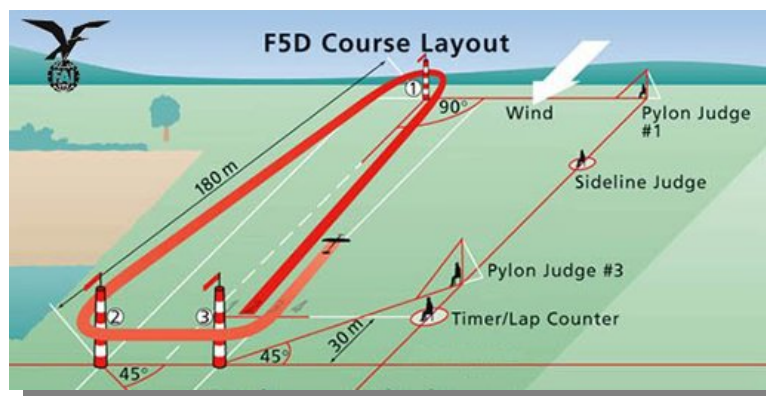 F5D Course Layout
FAI
①
90°
Wind
Pylon Judge
#1
180 m
Sideline Judge
Pylon Judge #3
②
③
Timer/Lap Counter
30 m
45°
45°